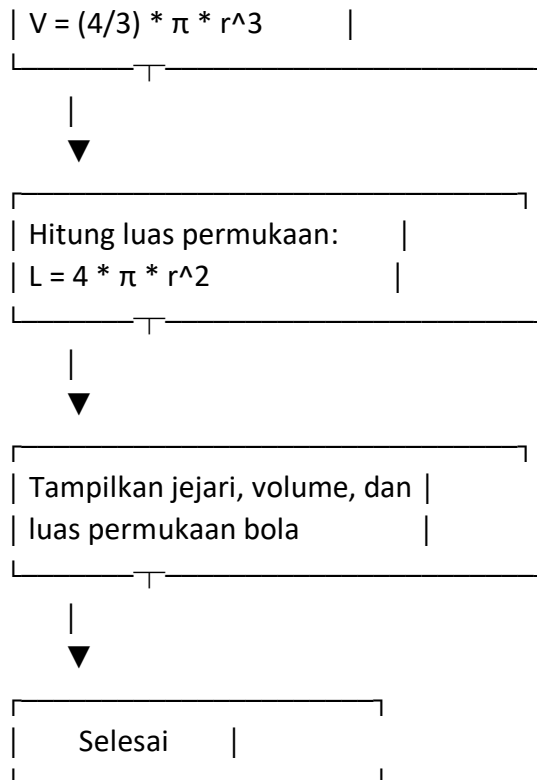 V = (4/3) * π * r^3
Hitung luas permukaan:
L = 4 * π * r^2
Tampilkan jejari, volume, dan
luas permukaan bola
Selesai